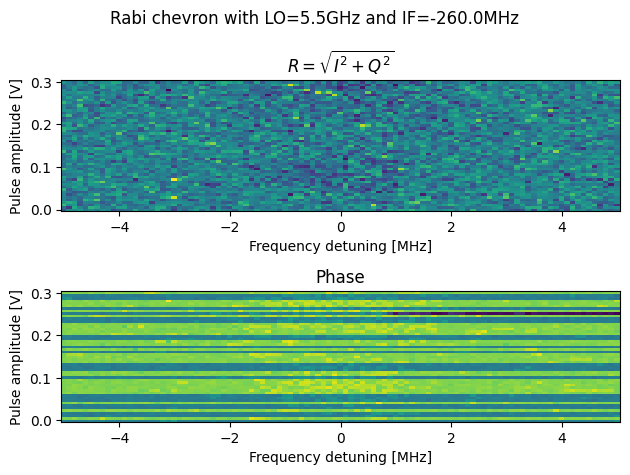 Rabi chevron with LO=5.5GHz and IF=-260.0MHz
R = √(I² + Q²)
Pulse amplitude [V]
0.3
0.2
0.1
0.0
−4
−2
0
2
4
Frequency detuning [MHz]
Phase
Pulse amplitude [V]
0.3
0.2
0.1
0.0
−4
−2
0
2
4
Frequency detuning [MHz]